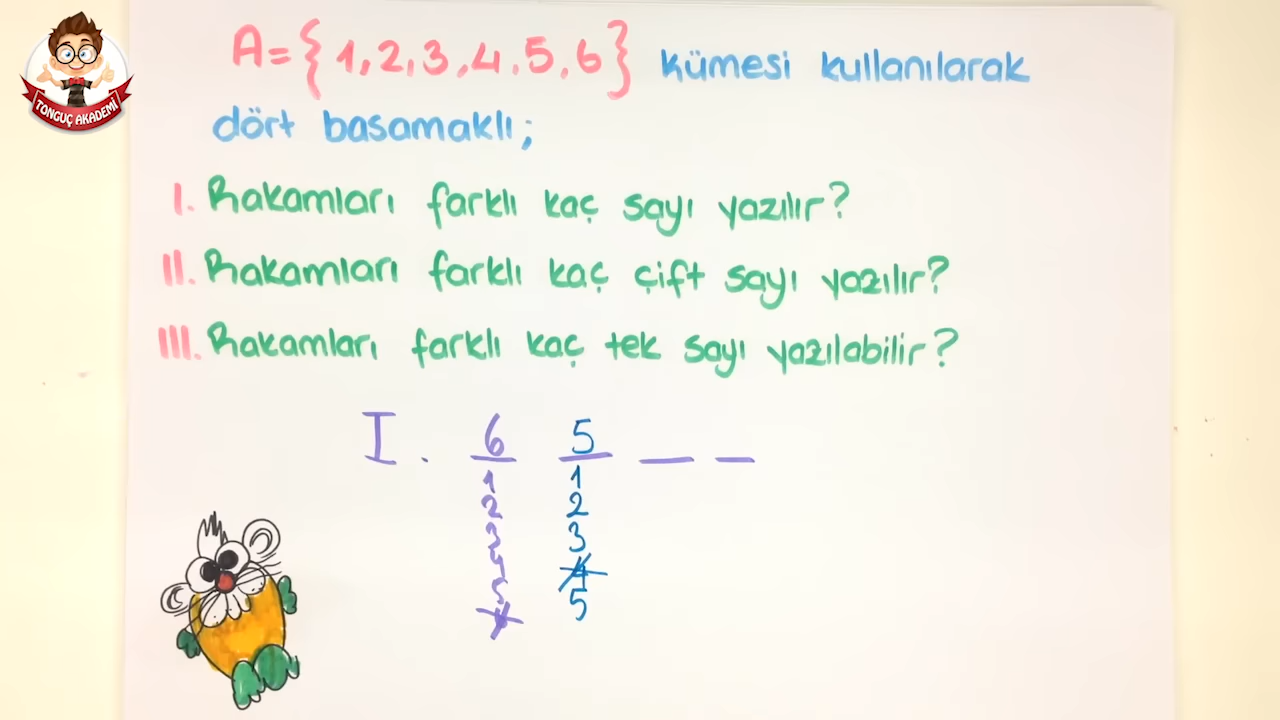 TONGUÇ AKADEMİ
A={1,2,3,4,5,6} kümesi kullanılarak
dört basamaklı;
I. Rakamları farklı kaç sayı yazılır?
II. Rakamları farklı kaç çift sayı yazılır?
III. Rakamları farklı kaç tek sayı yazılabilir?
I. 6 5 _ _
1 1
2 2
3 3
4 4
5 5